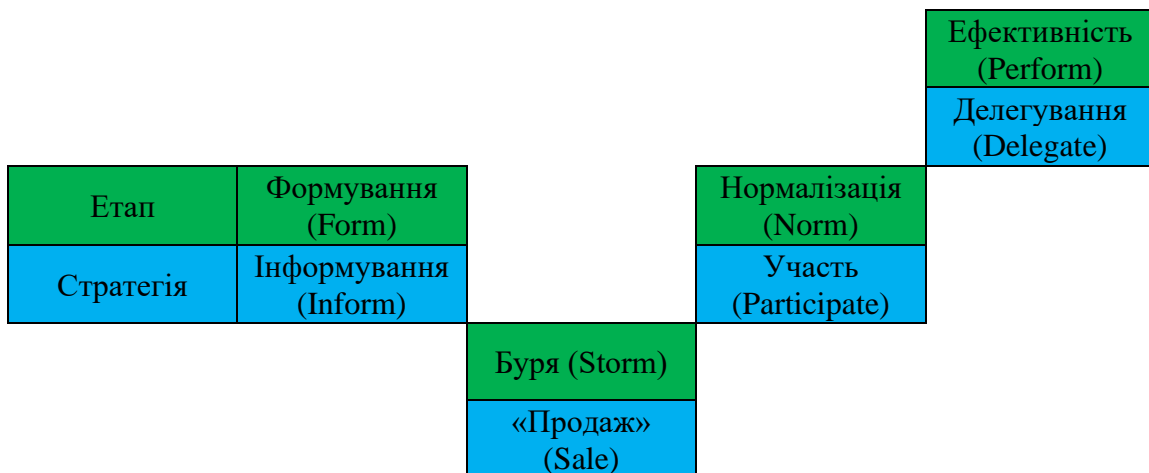 Ефективність
(Perform)
Делегування
(Delegate)
Етап
Формування
(Form)
Нормалізація
(Norm)
Стратегія
Інформування
(Inform)
Участь
(Participate)
Буря (Storm)
«Продаж»
(Sale)